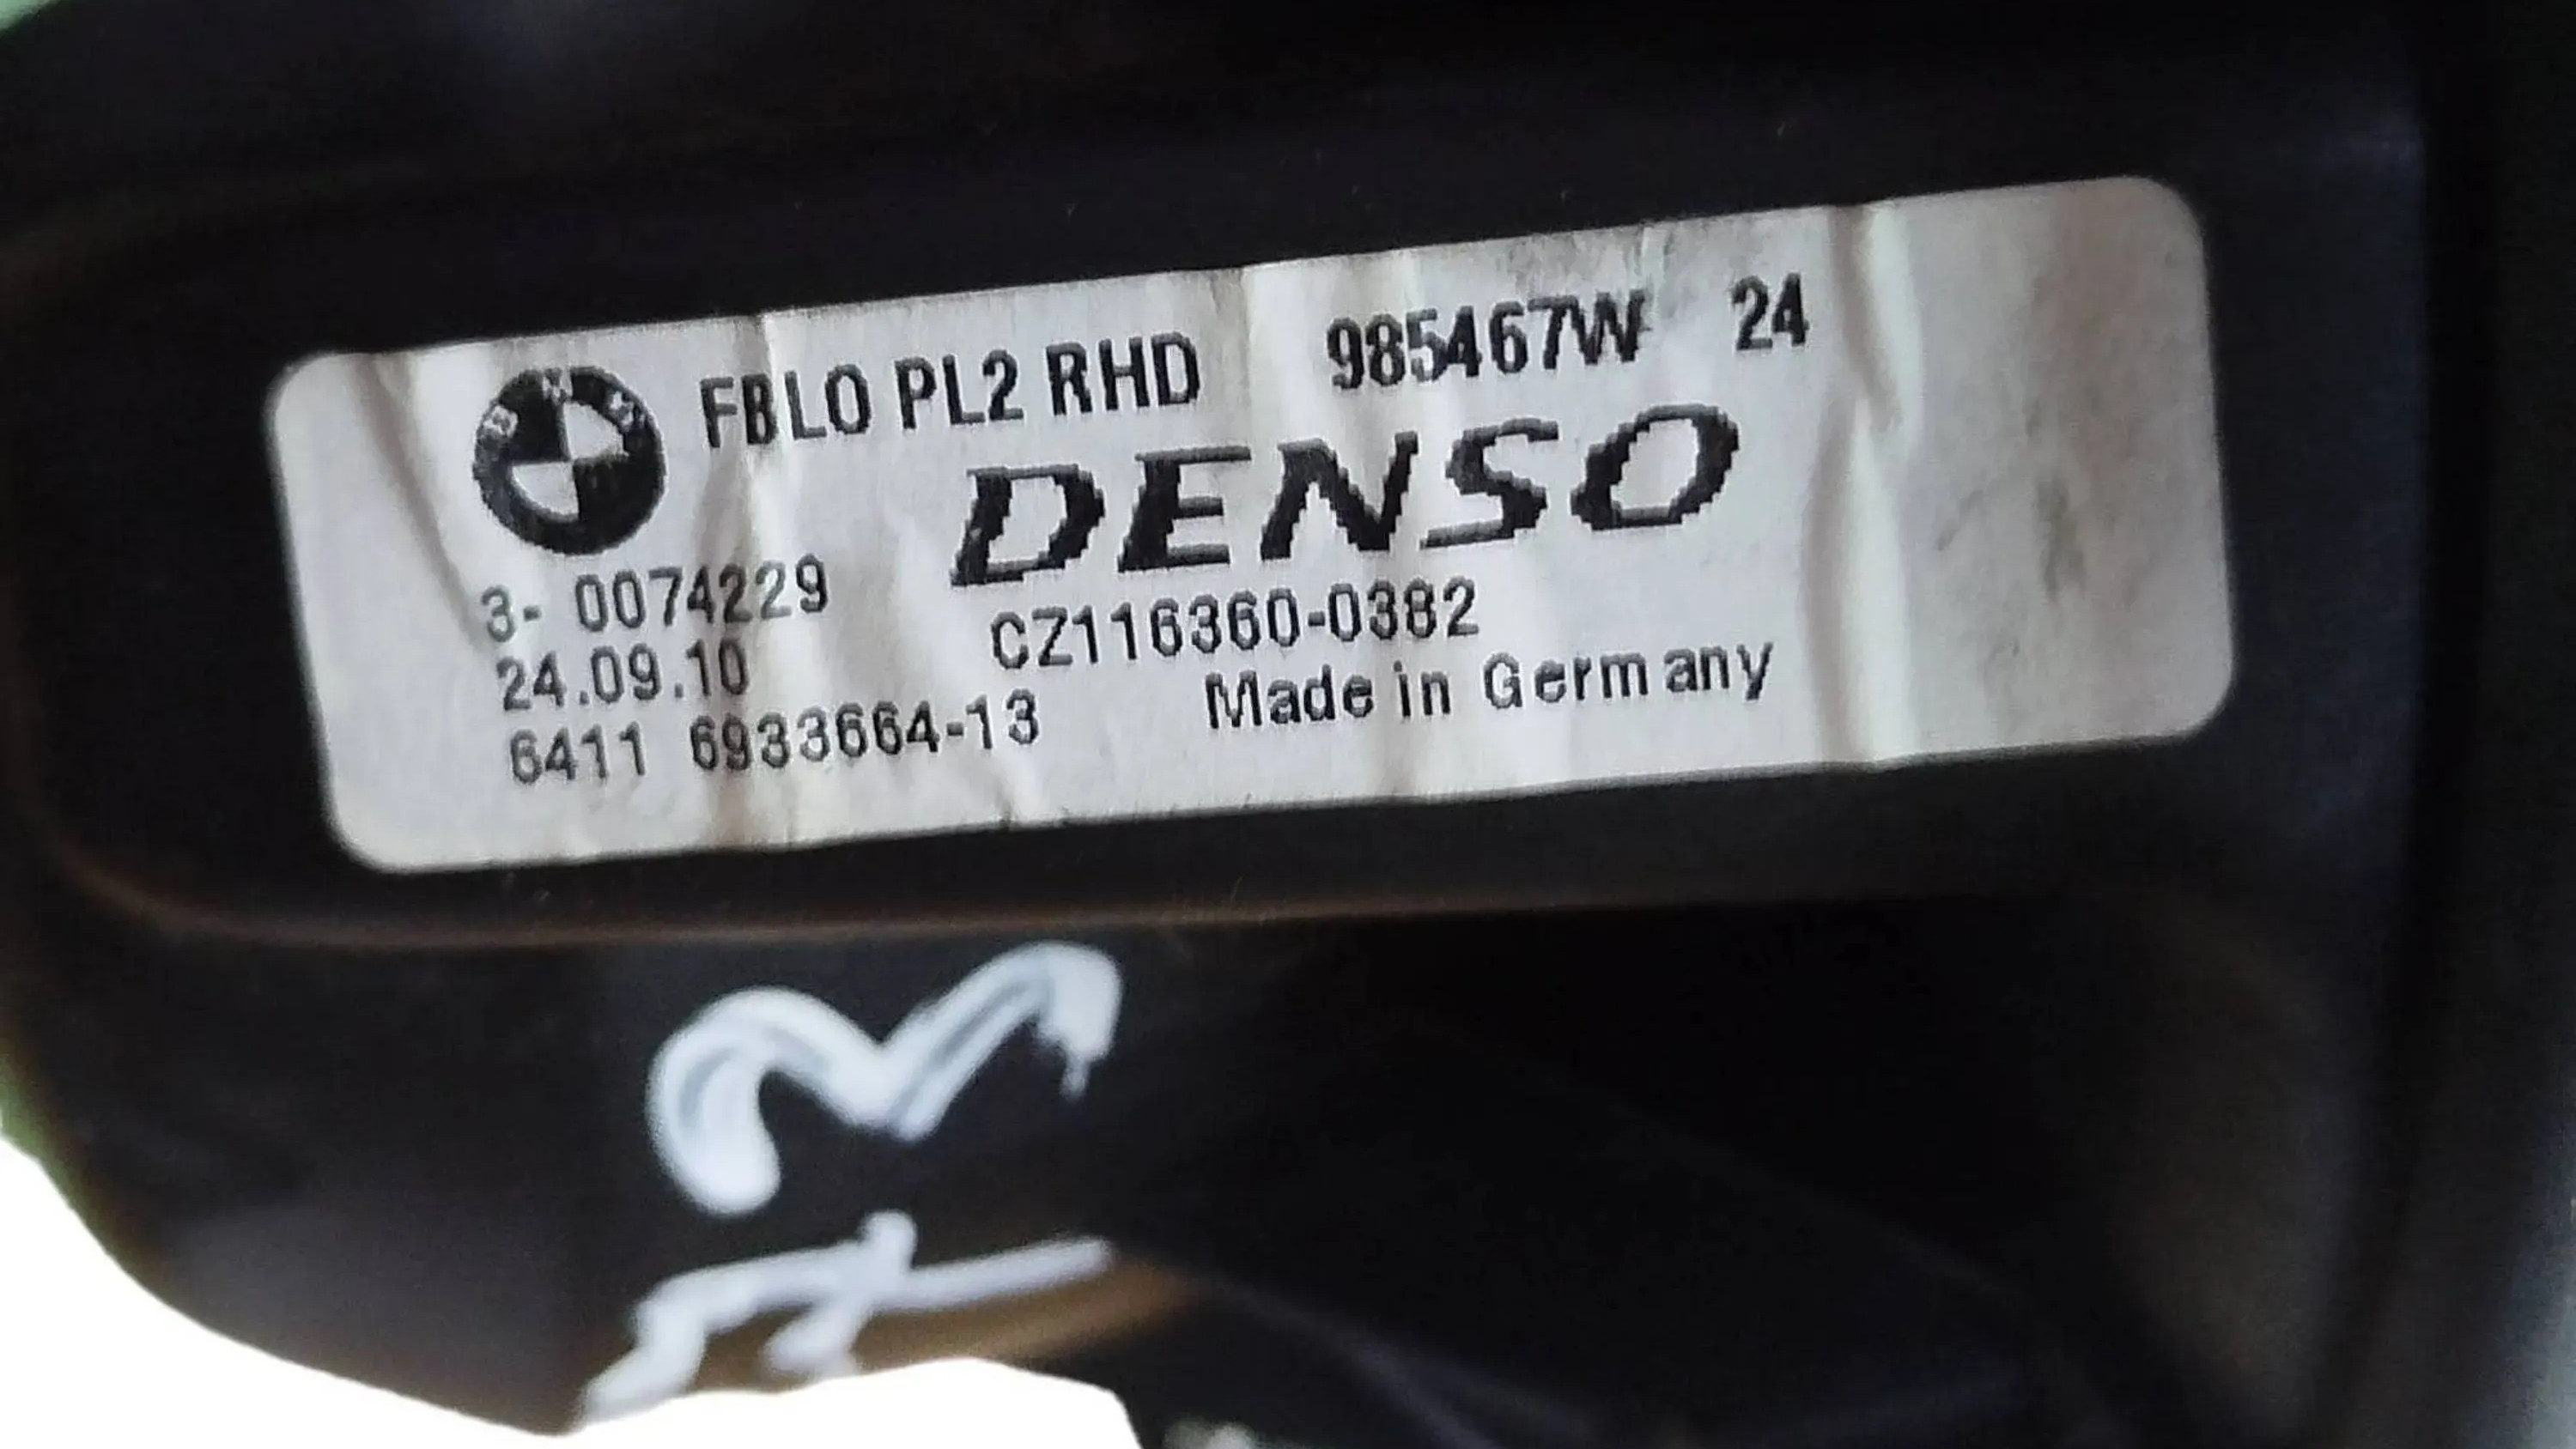 BMW
FBLO PL2 RHD 985467W 24
DENSO
3- 0074229
CZ116360-0382
24.09.10
Made in Germany
6411 6933664-13